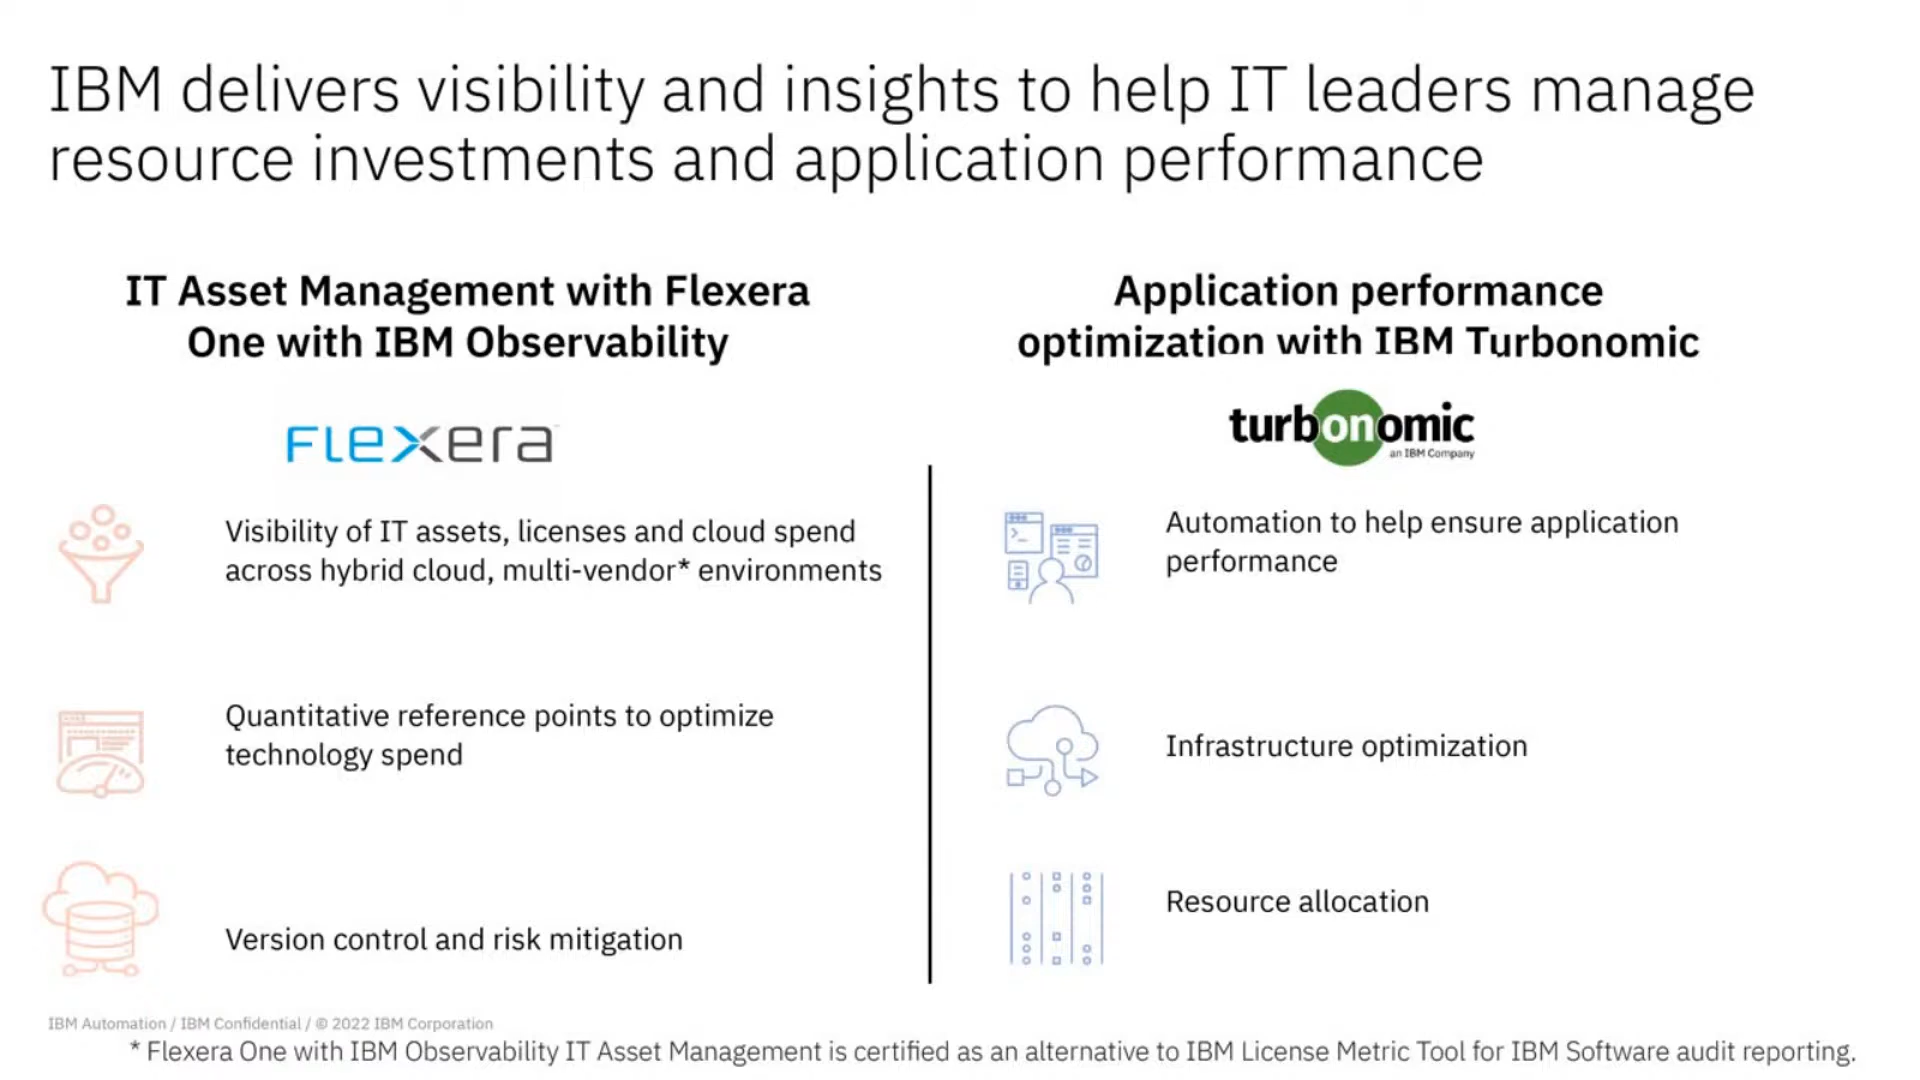 IBM delivers visibility and insights to help IT leaders manage
resource investments and application performance
IT Asset Management with Flexera
One with IBM Observability
Flexera
Visibility of IT assets, licenses and cloud spend
across hybrid cloud, multi-vendor* environments
Quantitative reference points to optimize
technology spend
Version control and risk mitigation
Application performance
optimization with IBM Turbonomic
turbonomic
an IBM Company
Automation to help ensure application
performance
Infrastructure optimization
Resource allocation
IBM Automation / IBM Confidential / © 2022 IBM Corporation
* Flexera One with IBM Observability IT Asset Management is certified as an alternative to IBM License Metric Tool for IBM Software audit reporting.